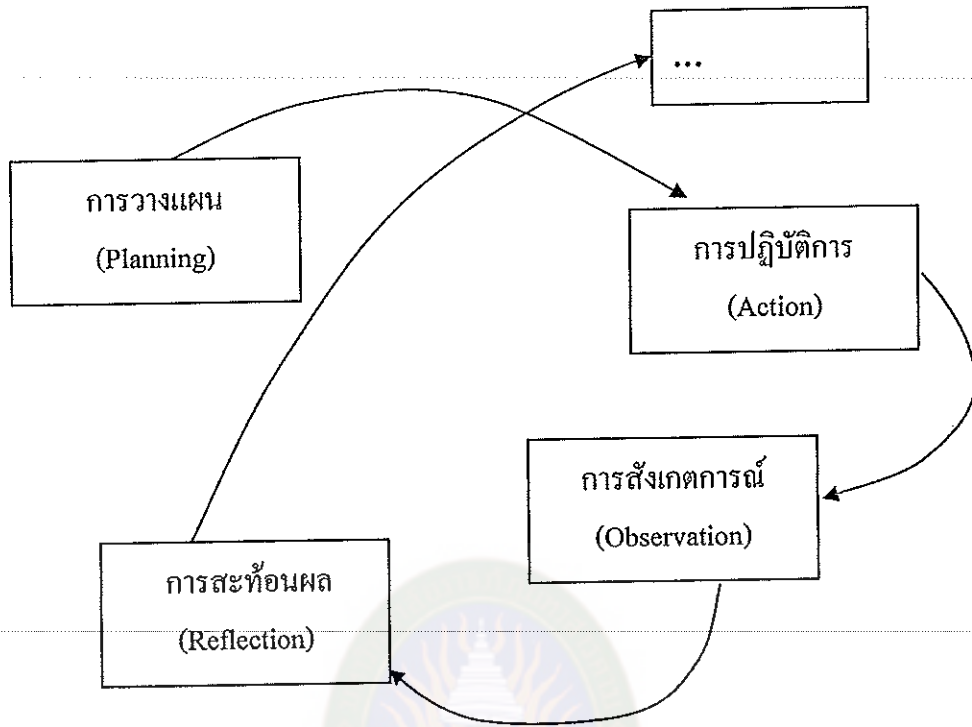 ...
การวางแผน
(Planning)
การปฏิบัติการ
(Action)
การสังเกตการณ์
(Observation)
การสะท้อนผล
(Reflection)